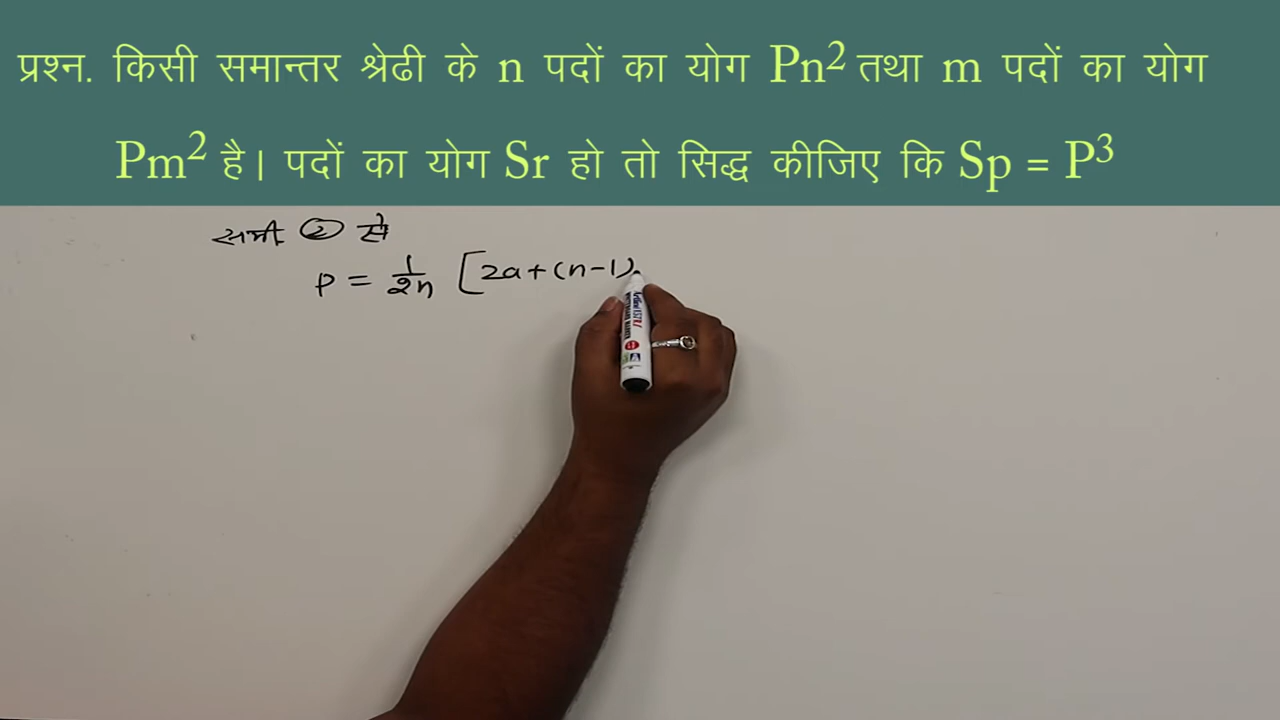 प्रश्न. किसी समान्तर श्रेढी के n पदों का योग Pn² तथा m पदों का योग
Pm² है। पदों का योग Sr हो तो सिद्ध कीजिए कि Sp = P³
समी. ② से
P = 1/2n [2a+(n-1)